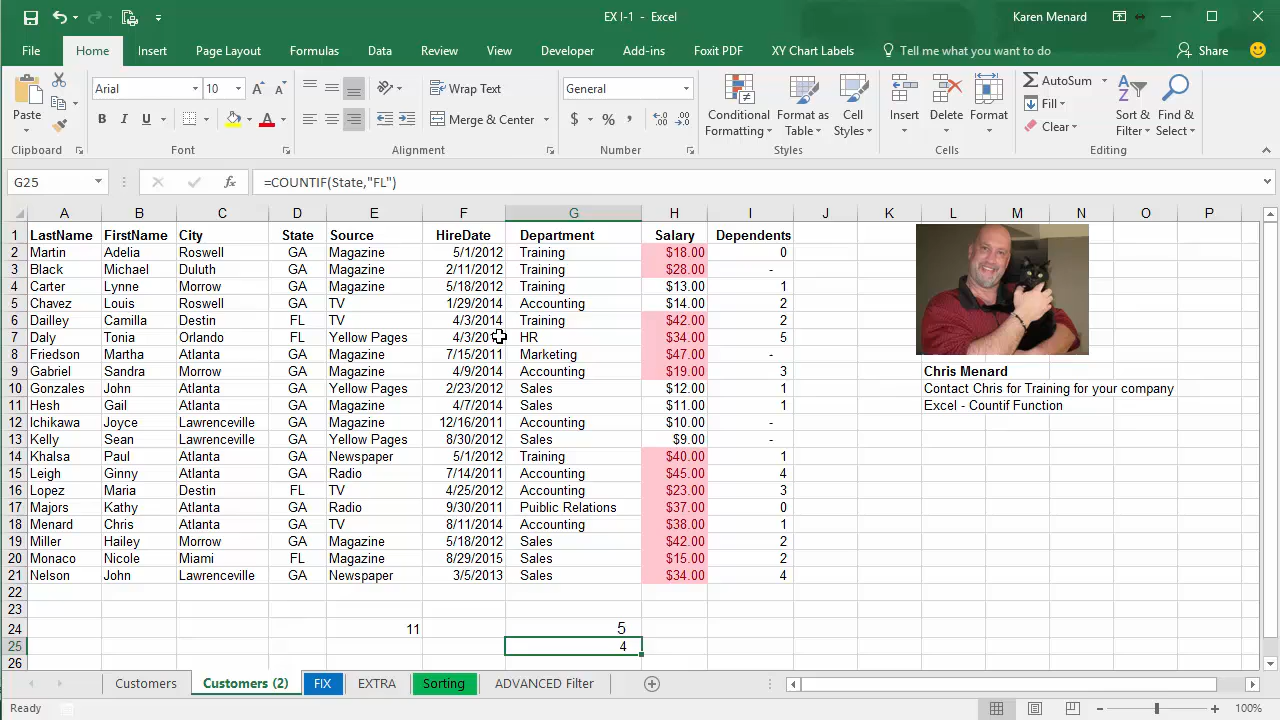 EX I-1 - Excel
Karen Menard
File Home Insert Page Layout Formulas Data Review View Developer Add-ins Foxit PDF XY Chart Labels Tell me what you want to do Share
Paste
Clipboard
Arial 10
B I U A
Font
Wrap Text
Merge & Center
Alignment
General
$ % ,
Number
Conditional Formatting
Format as Table
Cell Styles
Styles
Insert
Delete
Format
Cells
AutoSum
Fill
Clear
Sort & Filter
Find & Select
Editing
G25 fx =COUNTIF(State,"FL")
A B C D E F G H I J K L M N O P
1 LastName FirstName City State Source HireDate Department Salary Dependents
2 Martin Adelia Roswell GA Magazine 5/1/2012 Training $18.00 0
3 Black Michael Duluth GA Magazine 2/11/2012 Training $28.00 -
4 Carter Lynne Morrow GA Magazine 5/18/2012 Training $13.00 1
5 Chavez Louis Roswell GA TV 1/29/2014 Accounting $14.00 2
6 Dailley Camilla Destin FL TV 4/3/2014 Training $42.00 2
7 Daly Tonia Orlando FL Yellow Pages 4/3/201 HR $34.00 5
8 Friedson Martha Atlanta GA Magazine 7/15/2011 Marketing $47.00 -
9 Gabriel Sandra Morrow GA Magazine 4/9/2014 Accounting $19.00 3
Chris Menard
10 Gonzales John Atlanta GA Yellow Pages 2/23/2012 Sales $12.00 1
Contact Chris for Training for your company
11 Hesh Gail Atlanta GA Magazine 4/7/2014 Sales $11.00 1
Excel - Countif Function
12 Ichikawa Joyce Lawrenceville GA Magazine 12/16/2011 Accounting $10.00 -
13 Kelly Sean Lawrenceville GA Yellow Pages 8/30/2012 Sales $9.00 -
14 Khalsa Paul Atlanta GA Newspaper 5/1/2012 Training $40.00 1
15 Leigh Ginny Atlanta GA Radio 7/14/2011 Accounting $45.00 4
16 Lopez Maria Destin FL TV 4/25/2012 Accounting $23.00 3
17 Majors Kathy Atlanta GA Radio 9/30/2011 Puiblic Relations $37.00 0
18 Menard Chris Atlanta GA TV 8/11/2014 Accounting $38.00 1
19 Miller Hailey Morrow GA Magazine 5/18/2012 Sales $42.00 2
20 Monaco Nicole Miami FL Magazine 8/29/2015 Sales $15.00 2
21 Nelson John Lawrenceville GA Newspaper 3/5/2013 Sales $34.00 4
22
23
24 11 5
25 4
26
Customers Customers (2) FIX EXTRA Sorting ADVANCED Filter
Ready
100%